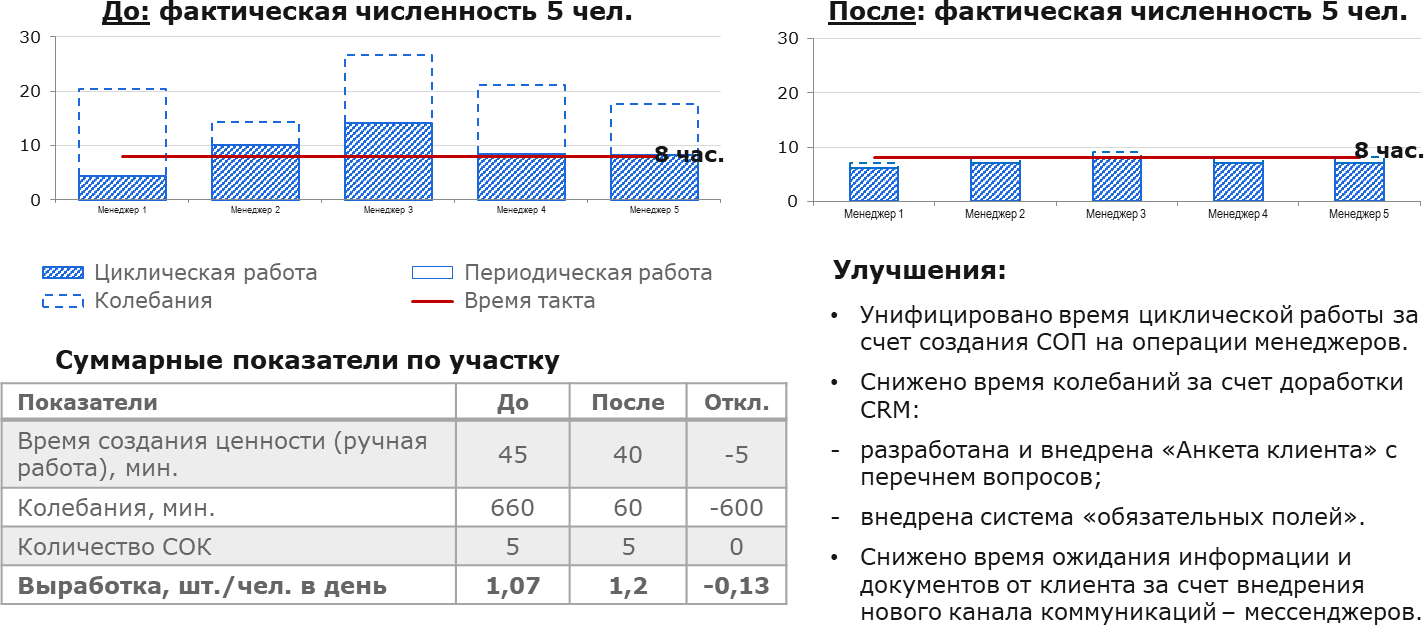 До: фактическая численность 5 чел.
30
20
10
0
8 час.
Менеджер 1
Менеджер 2
Менеджер 3
Менеджер 4
Менеджер 5
Циклическая работа
Периодическая работа
Колебания
Время такта
После: фактическая численность 5 чел.
30
20
10
0
8 час.
Менеджер 1
Менеджер 2
Менеджер 3
Менеджер 4
Менеджер 5
Суммарные показатели по участку
Показатели До После Откл.
Время создания ценности (ручная
работа), мин. 45 40 -5
Колебания, мин. 660 60 -600
Количество СОК 5 5 0
Выработка, шт./чел. в день 1,07 1,2 -0,13
Улучшения:
• Унифицировано время циклической работы за
счет создания СОП на операции менеджеров.
• Снижено время колебаний за счет доработки
CRM:
- разработана и внедрена «Анкета клиента» с
перечнем вопросов;
- внедрена система «обязательных полей».
• Снижено время ожидания информации и
документов от клиента за счет внедрения
нового канала коммуникаций – мессенджеров.